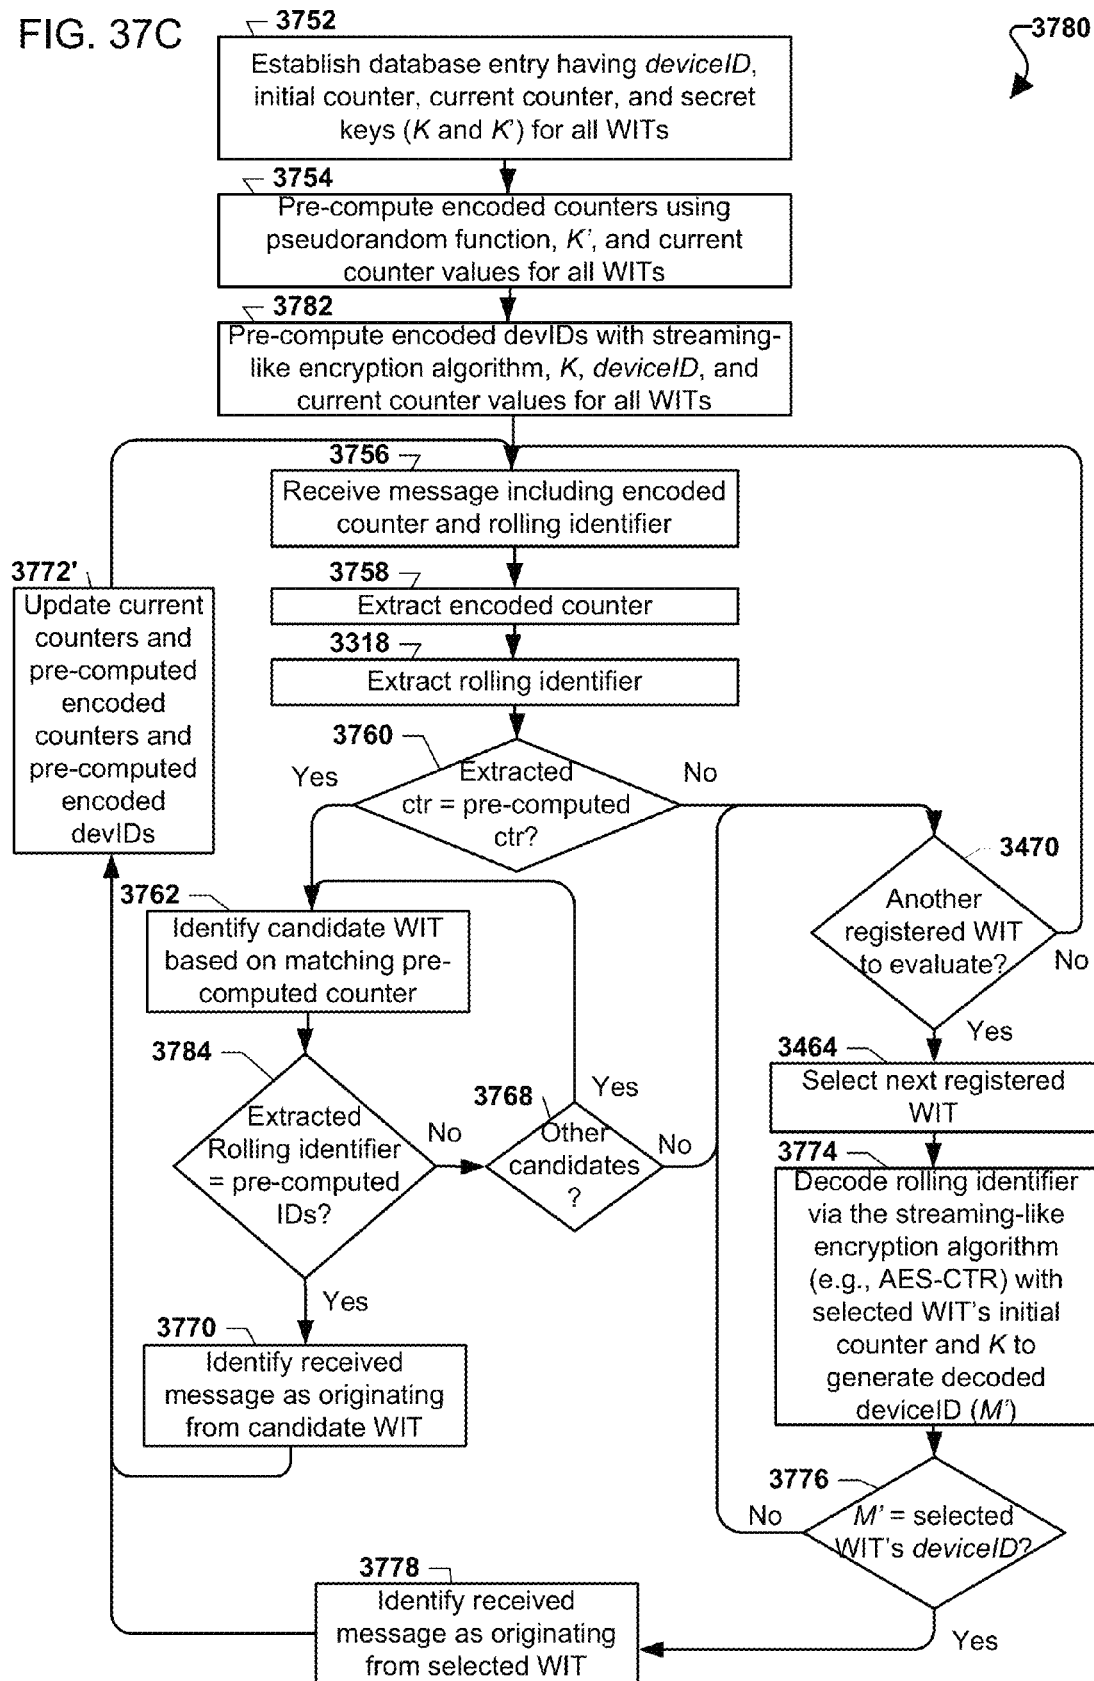 FIG. 37C
3752
3780
Establish database entry having deviceID,
initial counter, current counter, and secret
keys (K and K') for all WITs
3754
Pre-compute encoded counters using
pseudorandom function, K', and current
counter values for all WITs
3782
Pre-compute encoded devIDs with streaming-
like encryption algorithm, K, deviceID, and
current counter values for all WITs
3756
Receive message including encoded
counter and rolling identifier
3758
Extract encoded counter
3318
Extract rolling identifier
3772'
Update current
counters and
pre-computed
encoded
counters and
pre-computed
encoded
devIDs
3760
Yes
Extracted
ctr = pre-computed
ctr?
No
3762
Identify candidate WIT
based on matching pre-
computed counter
3784
Extracted
Rolling identifier
= pre-computed
IDs?
No
Yes
3768
Other
candidates
?
Yes
No
3770
Identify received
message as originating
from candidate WIT
3470
Another
registered WIT
to evaluate?
No
Yes
3464
Select next registered
WIT
3774
Decode rolling identifier
via the streaming-like
encryption algorithm
(e.g., AES-CTR) with
selected WIT's initial
counter and K to
generate decoded
deviceID (M')
3776
No
M' = selected
WIT's deviceID?
Yes
3778
Identify received
message as originating
from selected WIT